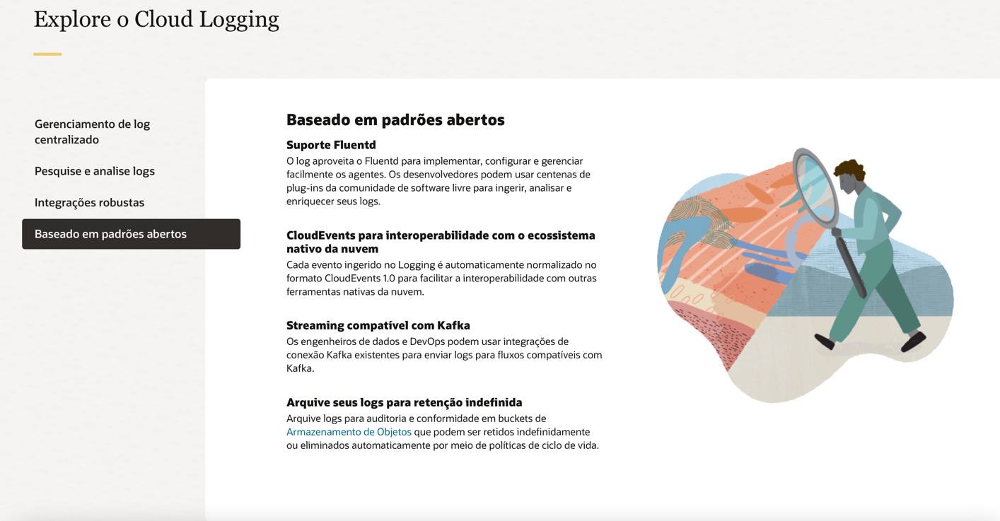 Explore o Cloud Logging
Gerenciamento de log
centralizado
Pesquise e analise logs
Integrações robustas
Baseado em padrões abertos
Baseado em padrões abertos
Suporte Fluentd
O log aproveita o Fluentd para implementar, configurar e gerenciar
facilmente os agentes. Os desenvolvedores podem usar centenas de
plug-ins da comunidade de software livre para ingerir, analisar e
enriquecer seus logs.
CloudEvents para interoperabilidade com o ecossistema
nativo da nuvem
Cada evento ingerido no Logging é automaticamente normalizado no
formato CloudEvents 1.0 para facilitar a interoperabilidade com outras
ferramentas nativas da nuvem.
Streaming compatível com Kafka
Os engenheiros de dados e DevOps podem usar integrações de
conexão Kafka existentes para enviar logs para fluxos compatíveis com
Kafka.
Arquive seus logs para retenção indefinida
Arquive logs para auditoria e conformidade em buckets de
Armazenamento de Objetos que podem ser retidos indefinidamente
ou eliminados automaticamente por meio de políticas de ciclo de vida.